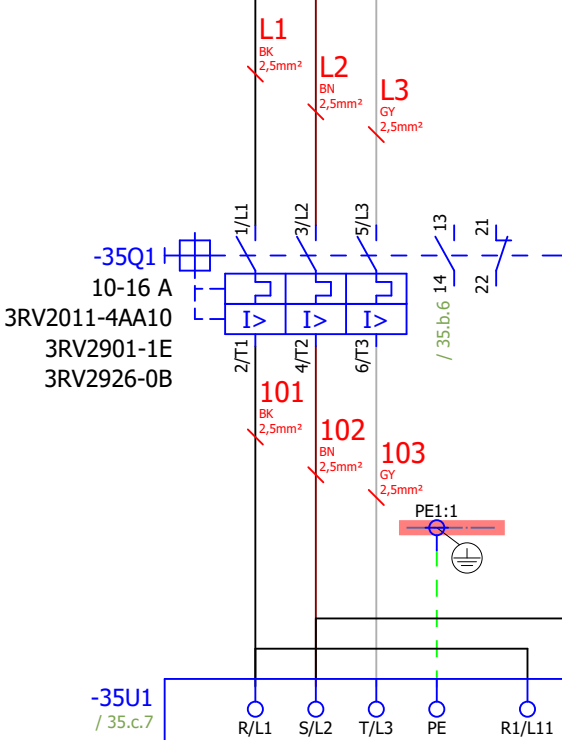 L1
BK
2,5mm²
L2
BN
2,5mm²
L3
GY
2,5mm²
1/L1
3/L2
5/L3
13
21
-35Q1
10-16 A
3RV2011-4AA10
3RV2901-1E
3RV2926-0B
I>
I>
I>
14
22
/ 35.b.6
2/T1
4/T2
6/T3
101
BK
2,5mm²
102
BN
2,5mm²
103
GY
2,5mm²
PE1:1
-35U1
/ 35.c.7
R/L1
S/L2
T/L3
PE
R1/L11